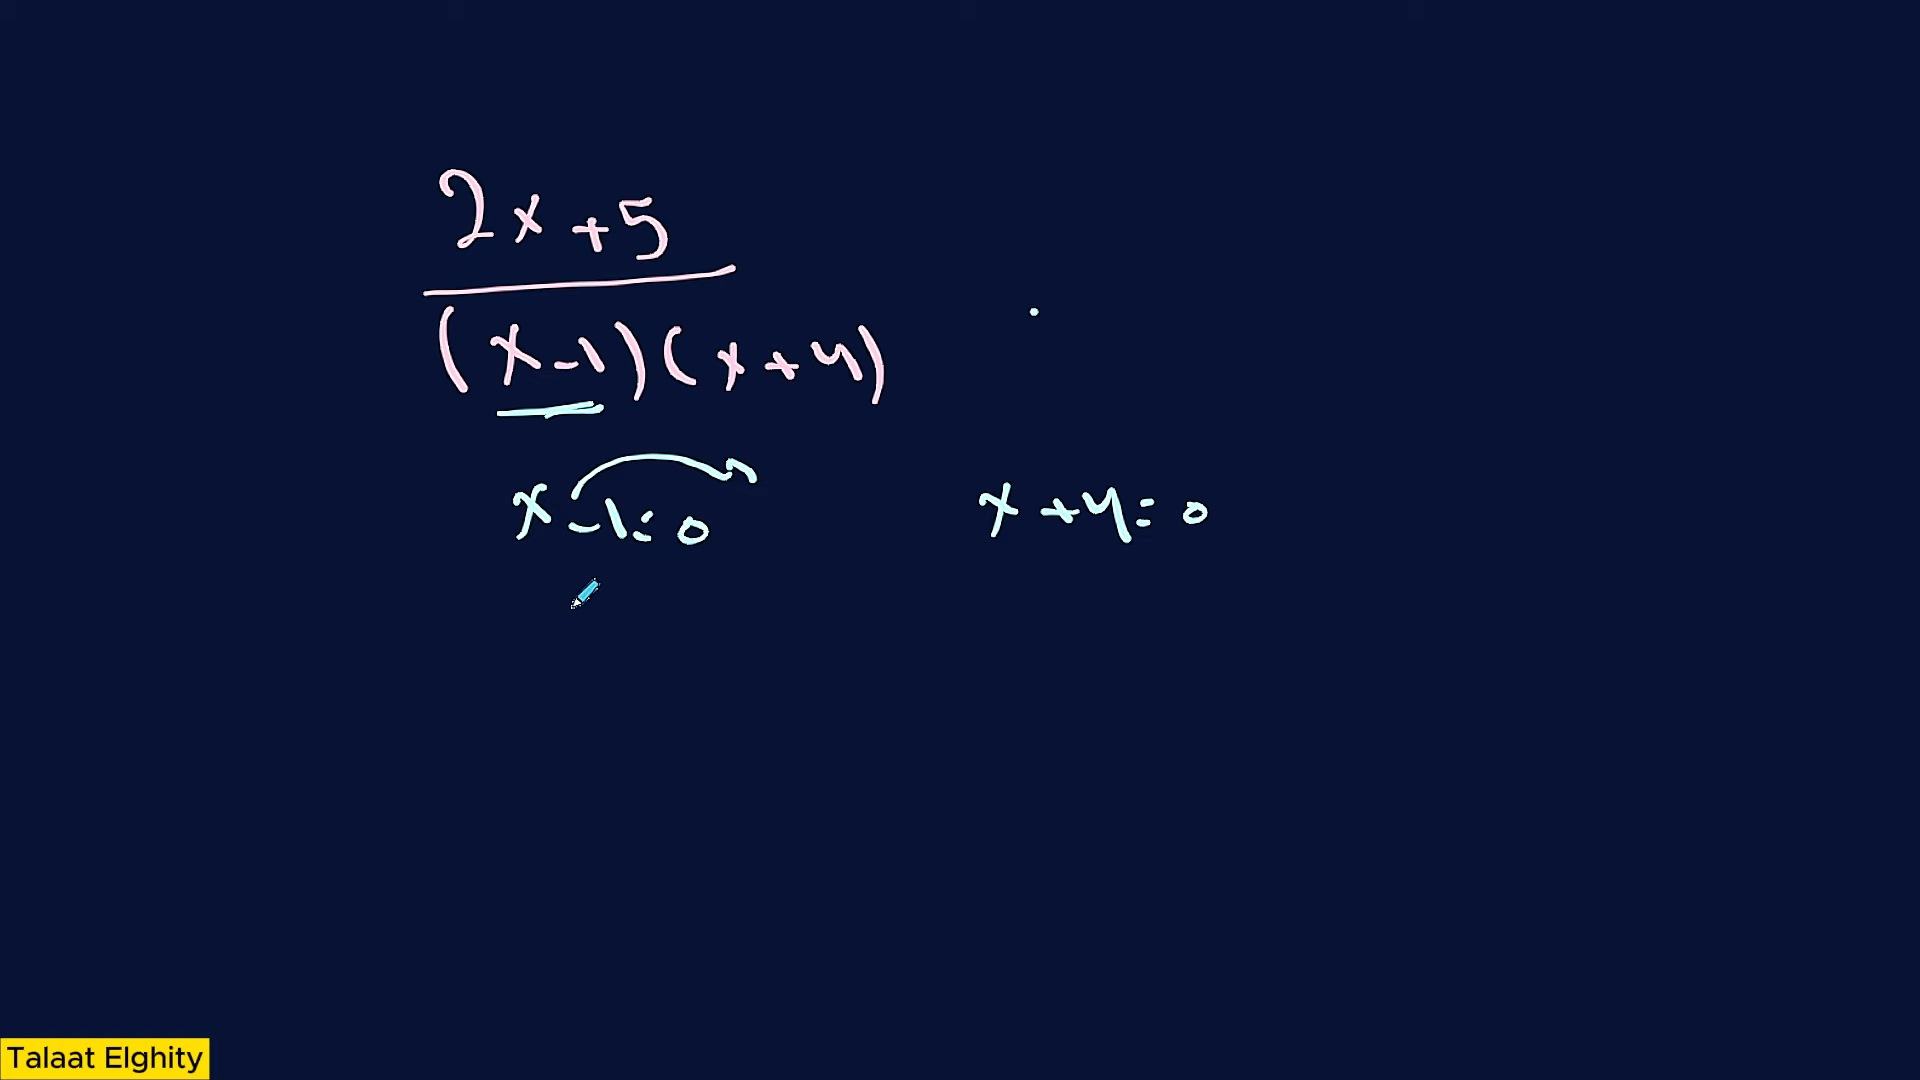 2x+5
(x-1)(x+4)
x-1=0
x+4=0
Talaat Elghity